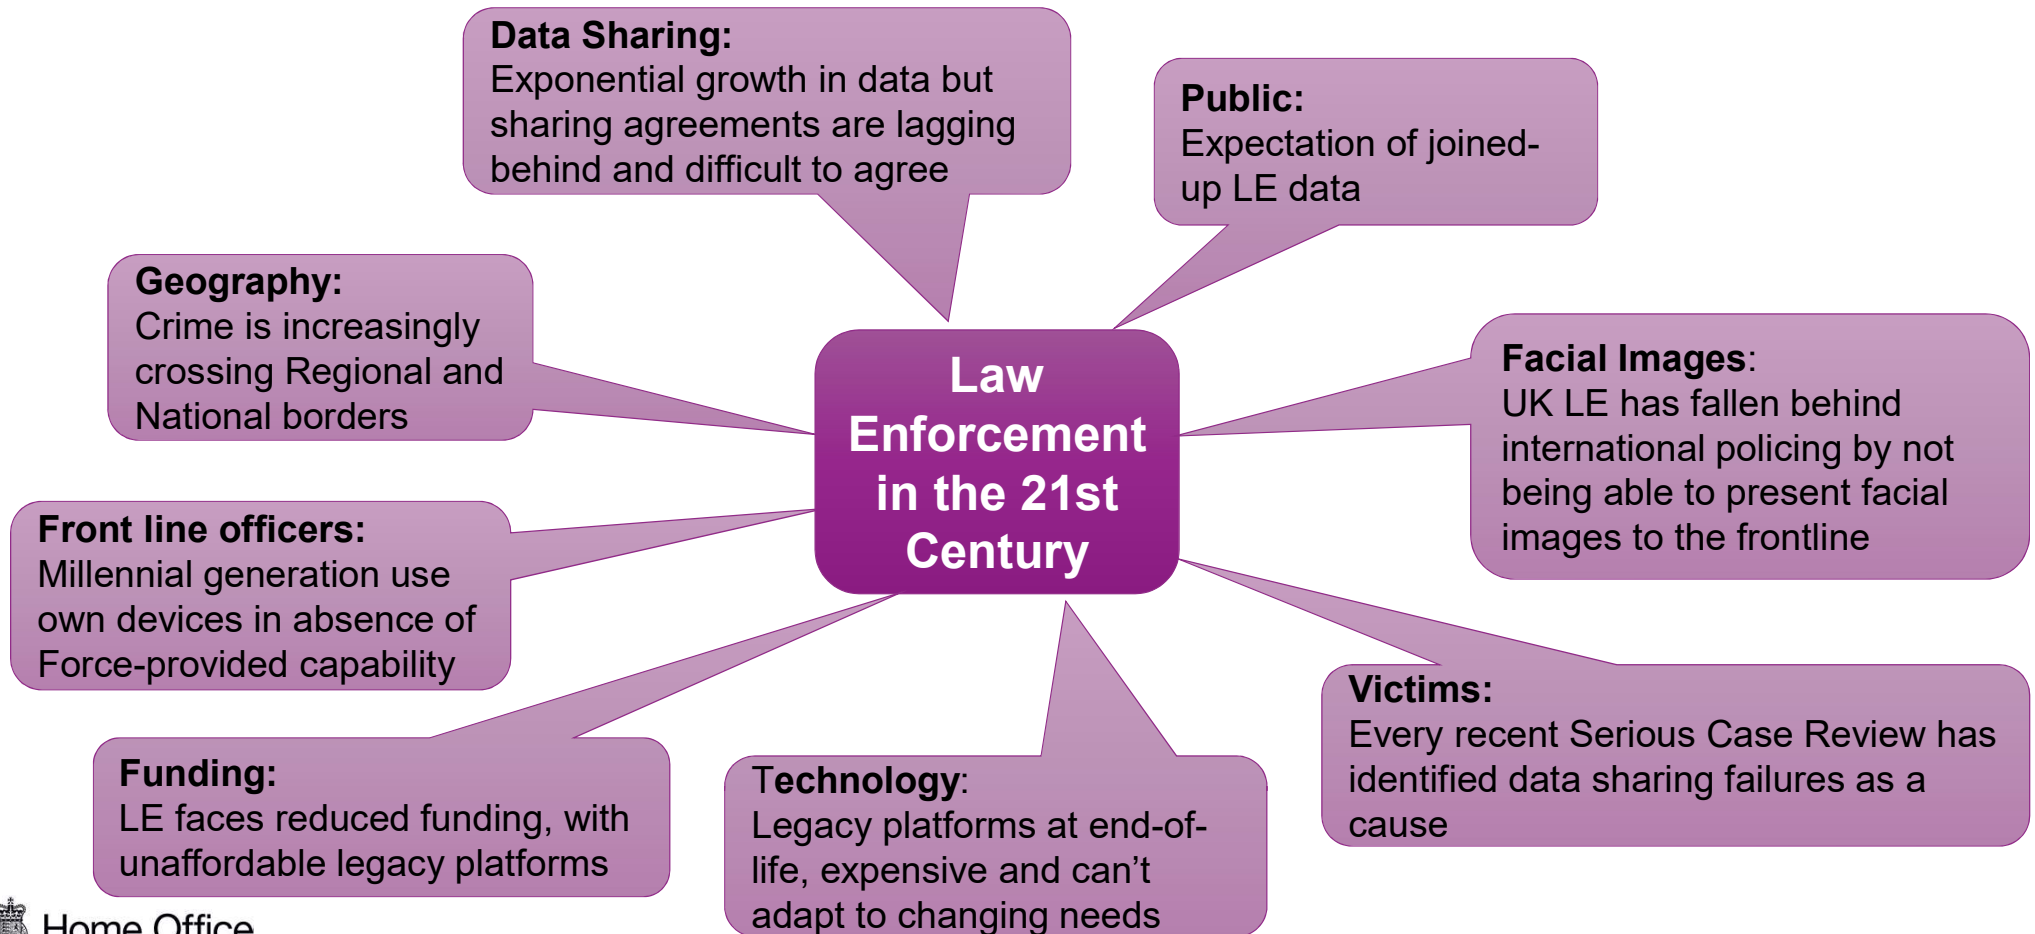 Data Sharing:
Exponential growth in data but
sharing agreements are lagging
behind and difficult to agree
Public:
Expectation of joined-
up LE data
Geography:
Crime is increasingly
crossing Regional and
National borders
Law
Enforcement
in the 21st
Century
Facial Images:
UK LE has fallen behind
international policing by not
being able to present facial
images to the frontline
Front line officers:
Millennial generation use
own devices in absence of
Force-provided capability
Victims:
Every recent Serious Case Review has
identified data sharing failures as a
cause
Funding:
LE faces reduced funding, with
unaffordable legacy platforms
Technology:
Legacy platforms at end-of-
life, expensive and can’t
adapt to changing needs
Home Office